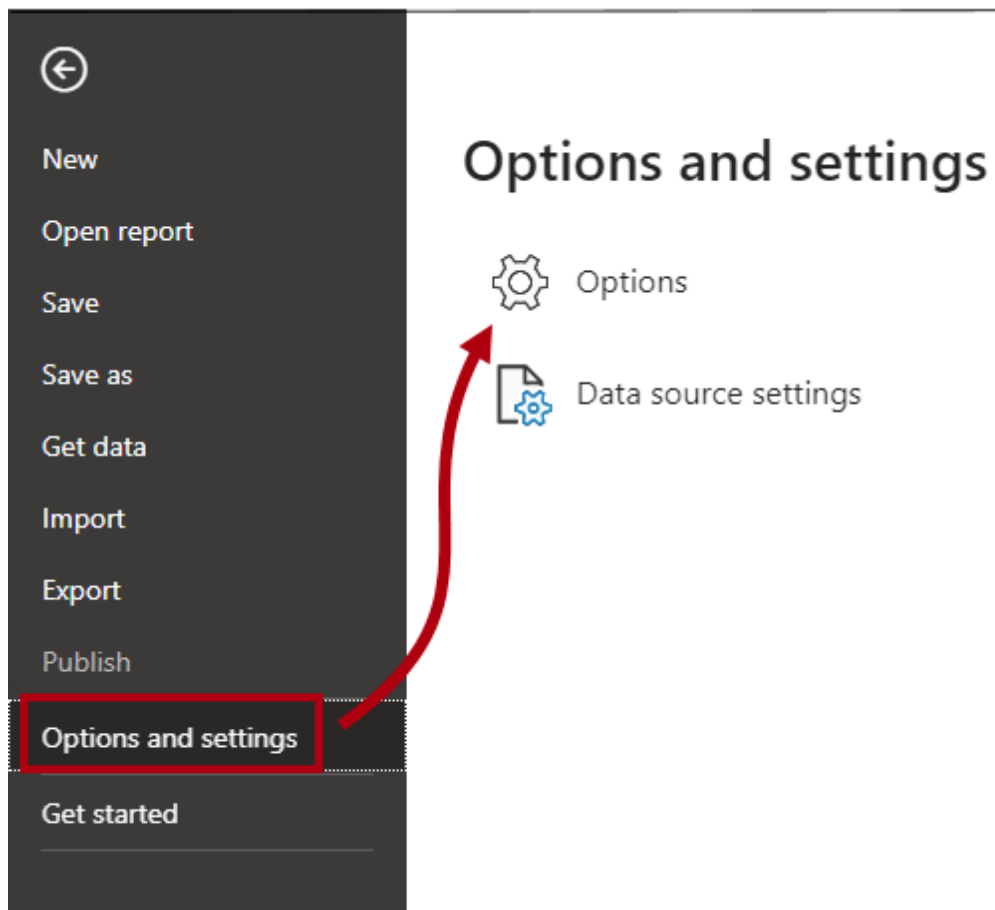 New
Open report
Save
Save as
Get data
Import
Export
Publish
Options and settings
Get started
Options and settings
Options
Data source settings